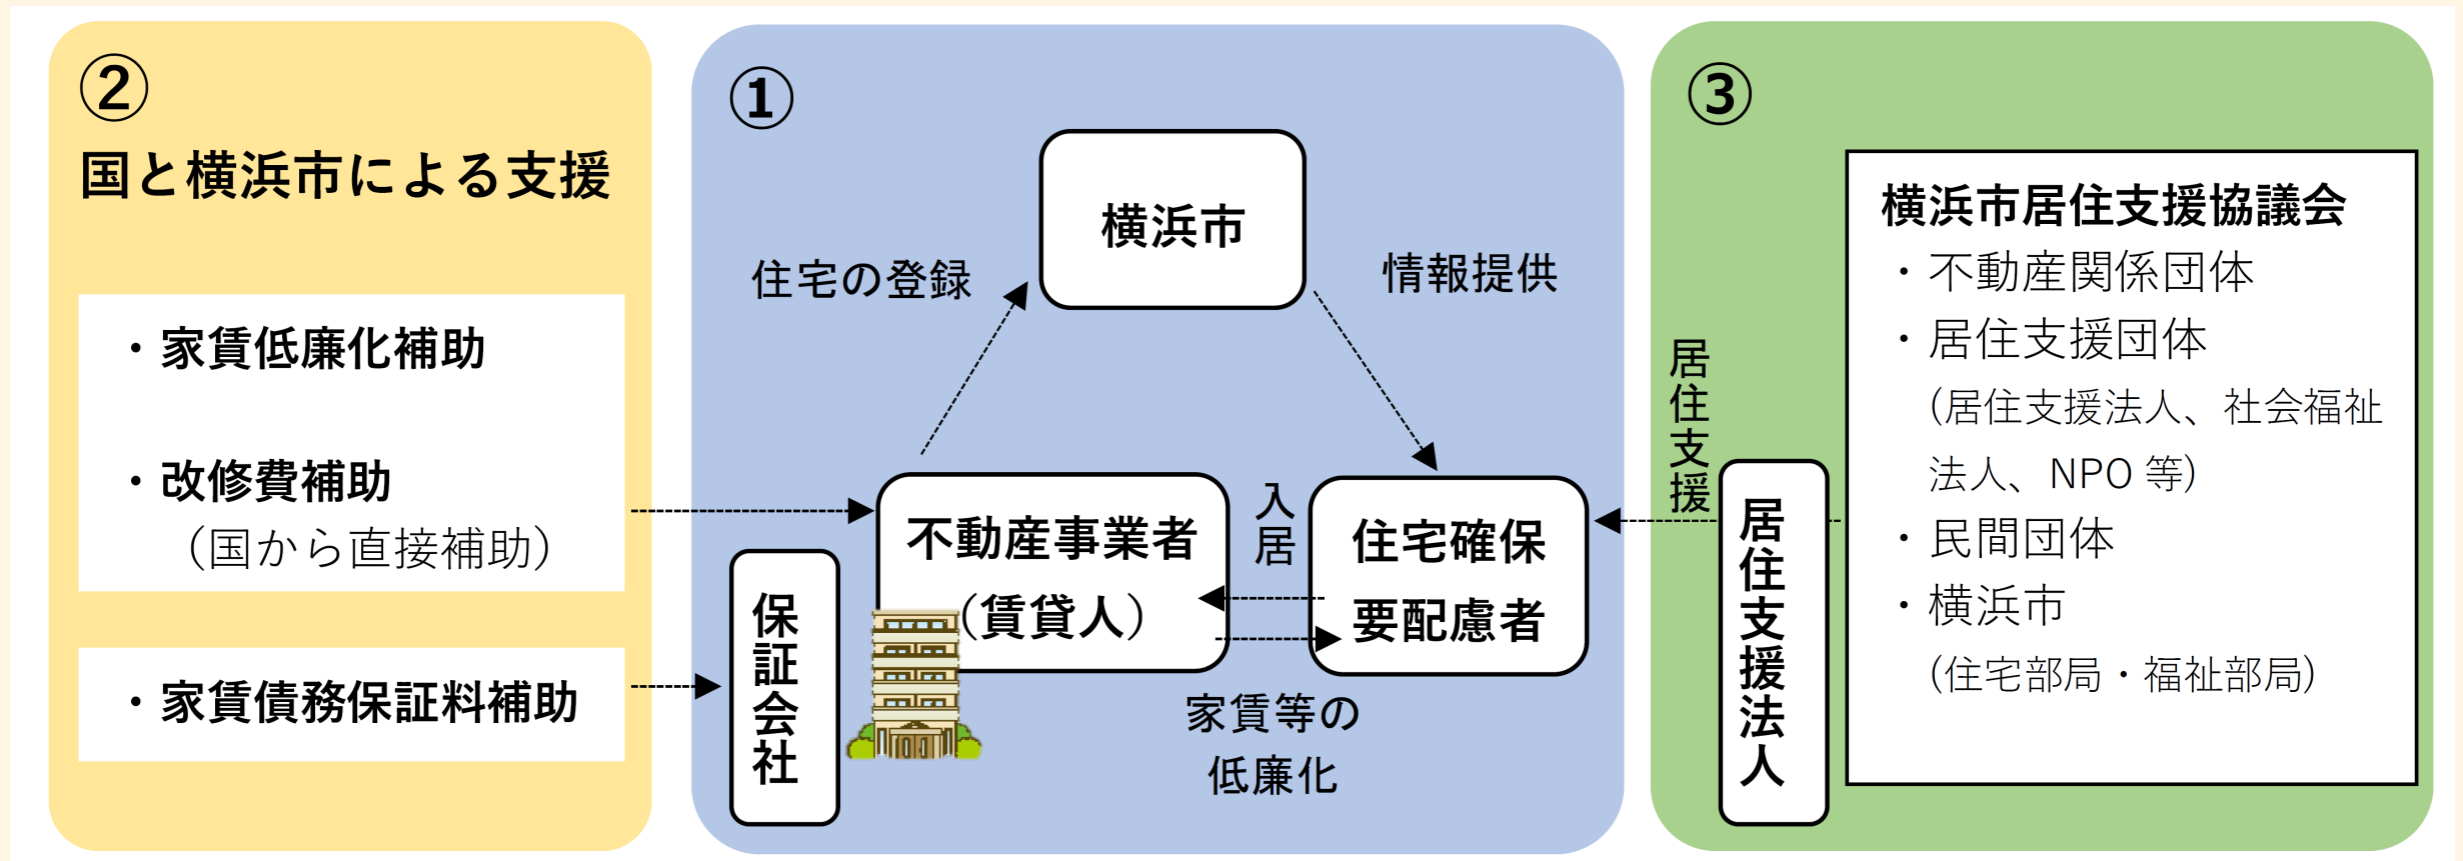 ②
国と横浜市による支援
・家賃低廉化補助
・改修費補助
（国から直接補助）
・家賃債務保証料補助
①
横浜市
住宅の登録
情報提供
不動産事業者
（賃貸人）
入居
住宅確保
要配慮者
家賃等の
低廉化
保証会社
③
居住支援
居住支援法人
横浜市居住支援協議会
・不動産関係団体
・居住支援団体
(居住支援法人、社会福祉
法人、NPO 等)
・民間団体
・横浜市
(住宅部局・福祉部局)